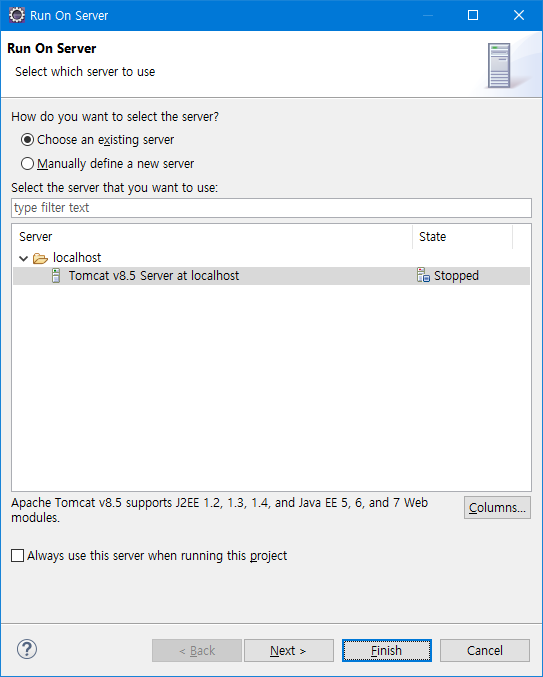 Run On Server
Run On Server
Select which server to use
How do you want to select the server?
Choose an existing server
Manually define a new server
Select the server that you want to use:
type filter text
Server State
localhost
Tomcat v8.5 Server at localhost Stopped
Apache Tomcat v8.5 supports J2EE 1.2, 1.3, 1.4, and Java EE 5, 6, and 7 Web
modules.
Columns...
Always use this server when running this project
< Back Next > Finish Cancel